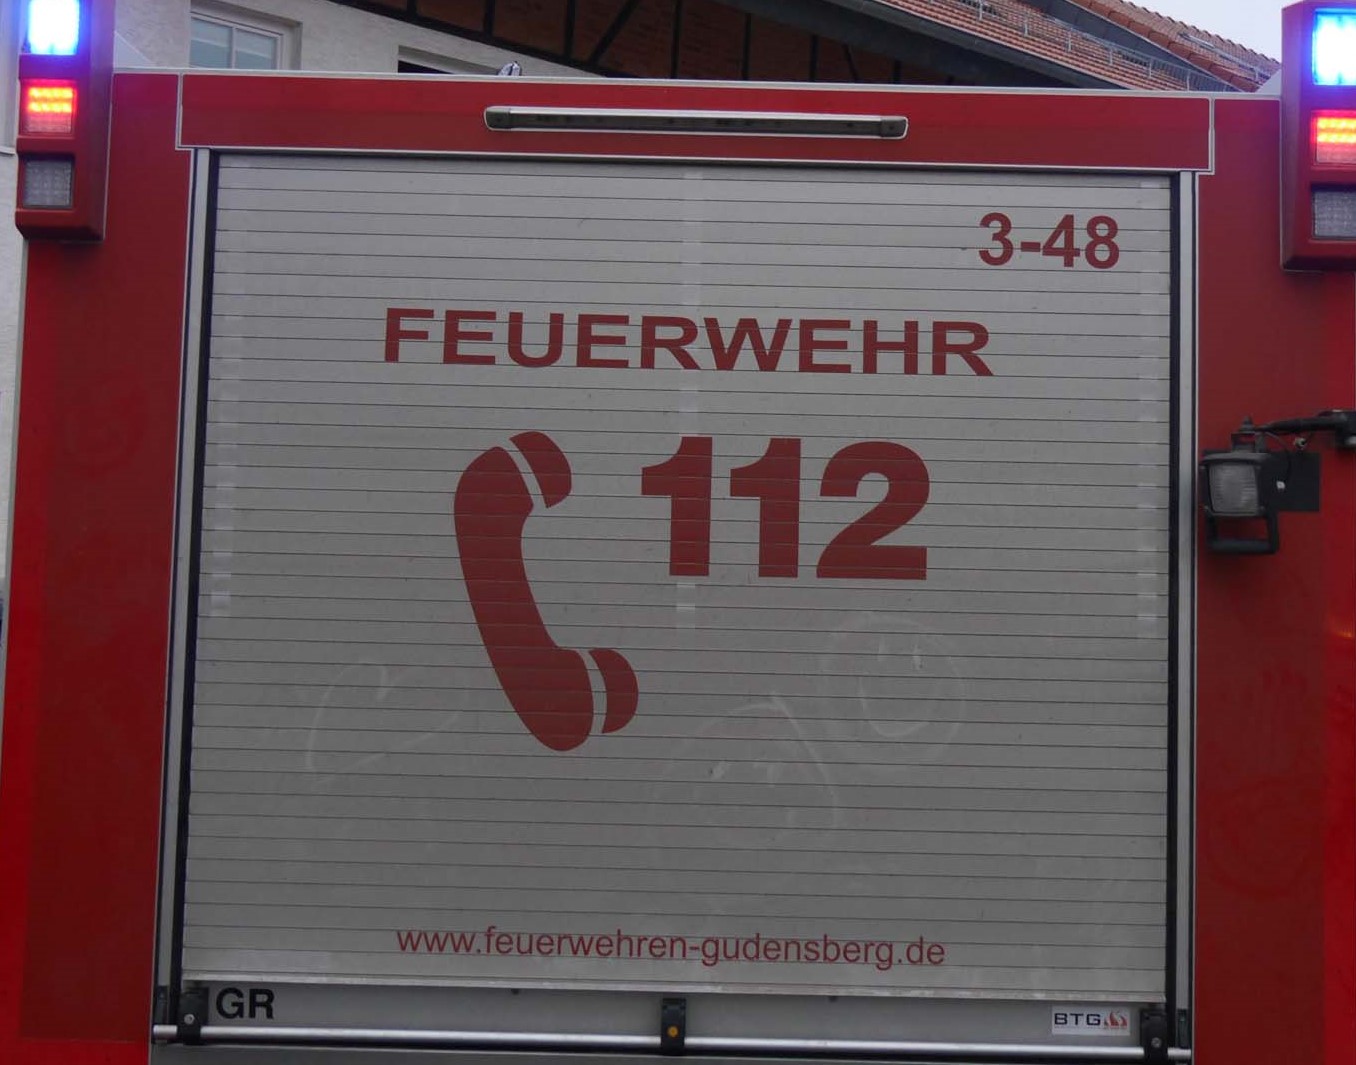 3-48
FEUERWEHR
112
www.feuerwehren-gudensberg.de
GR
BTG